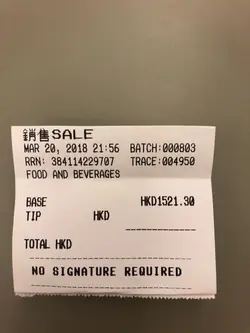 銷售SALE
MAR 20, 2018 21:56 BATCH:000803
RRN: 384114229707 TRACE:004950
FOOD AND BEVERAGES
BASE HKD1521.30
TIP HKD
TOTAL HKD
NO SIGNATURE REQUIRED